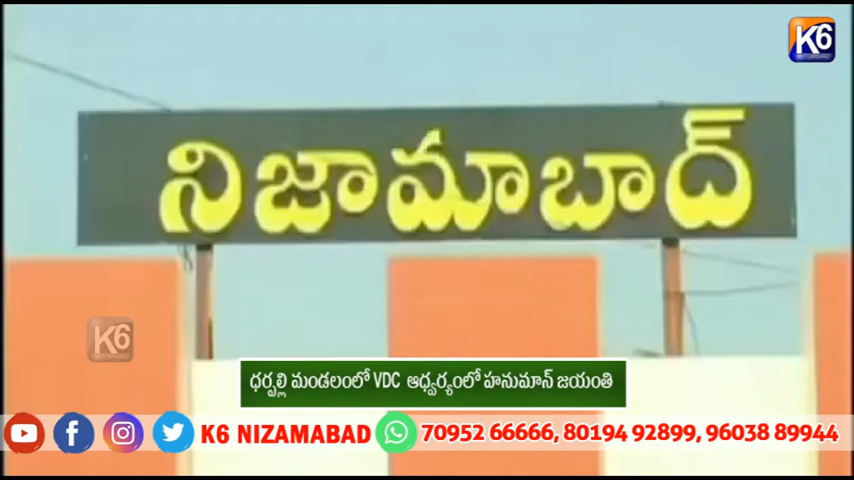 K6
నిజామాబాద్
K6
ధర్పల్లి మండలంలో VDC ఆధ్వర్యంలో హనుమాన్ జయంతి
K6 NIZAMABAD 70952 66666, 80194 92899, 96038 89944